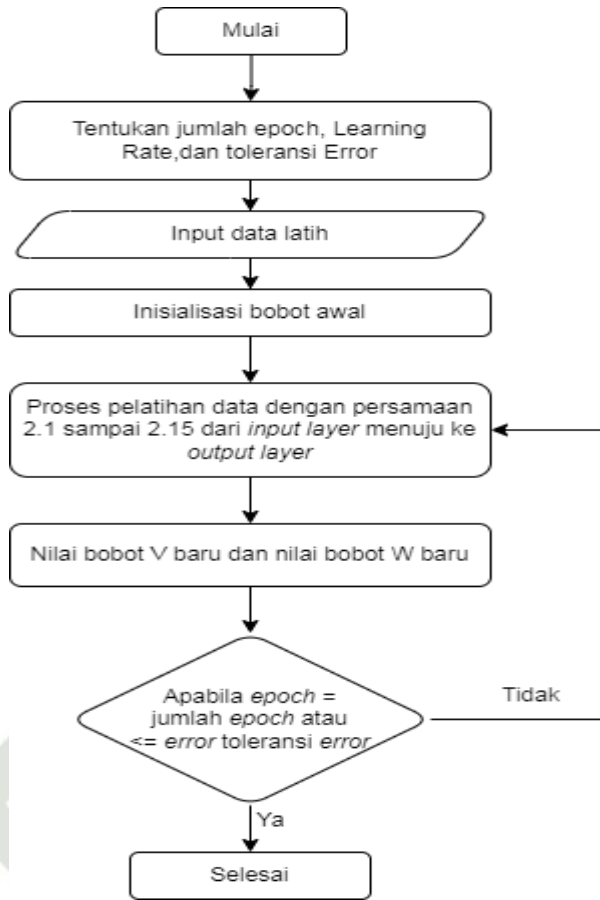 Mulai
Tentukan jumlah epoch, Learning
Rate,dan toleransi Error
Input data latih
Inisialisasi bobot awal
Proses pelatihan data dengan persamaan
2.1 sampai 2.15 dari input layer menuju ke
output layer
Nilai bobot V baru dan nilai bobot W baru
Apabila epoch =
jumlah epoch atau
<= error toleransi error
Tidak
Ya
Selesai